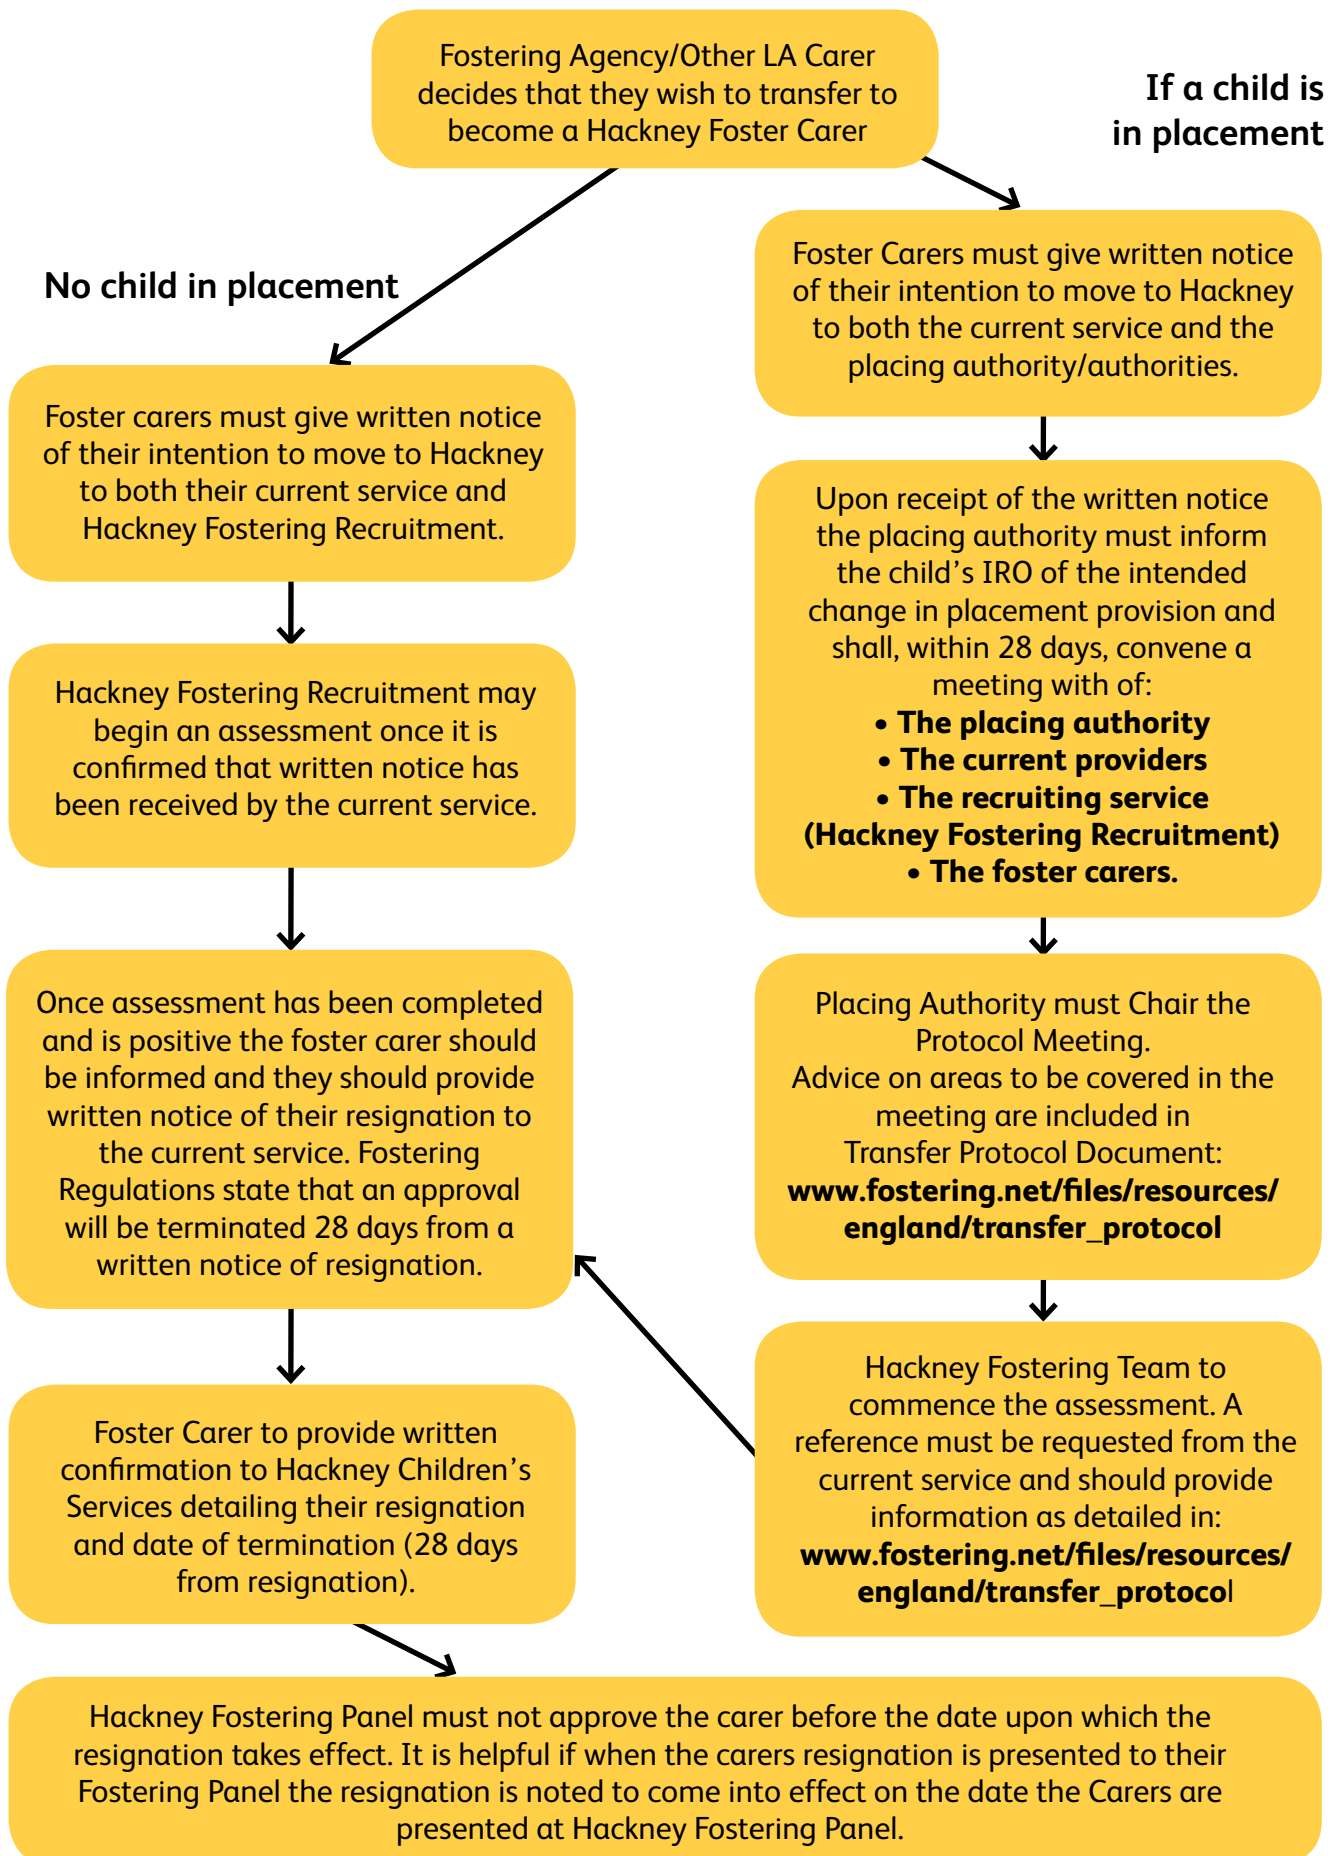 Fostering Agency/Other LA Carer
decides that they wish to transfer to
become a Hackney Foster Carer
If a child is
in placement
No child in placement
Foster carers must give written notice
of their intention to move to Hackney
to both their current service and
Hackney Fostering Recruitment.
Hackney Fostering Recruitment may
begin an assessment once it is
confirmed that written notice has
been received by the current service.
Once assessment has been completed
and is positive the foster carer should
be informed and they should provide
written notice of their resignation to
the current service. Fostering
Regulations state that an approval
will be terminated 28 days from a
written notice of resignation.
Foster Carer to provide written
confirmation to Hackney Children’s
Services detailing their resignation
and date of termination (28 days
from resignation).
Foster Carers must give written notice
of their intention to move to Hackney
to both the current service and the
placing authority/authorities.
Upon receipt of the written notice
the placing authority must inform
the child’s IRO of the intended
change in placement provision and
shall, within 28 days, convene a
meeting with of:
• The placing authority
• The current providers
• The recruiting service
(Hackney Fostering Recruitment)
• The foster carers.
Placing Authority must Chair the
Protocol Meeting.
Advice on areas to be covered in the
meeting are included in
Transfer Protocol Document:
www.fostering.net/files/resources/
england/transfer_protocol
Hackney Fostering Team to
commence the assessment. A
reference must be requested from the
current service and should provide
information as detailed in:
www.fostering.net/files/resources/
england/transfer_protocol
Hackney Fostering Panel must not approve the carer before the date upon which the
resignation takes effect. It is helpful if when the carers resignation is presented to their
Fostering Panel the resignation is noted to come into effect on the date the Carers are
presented at Hackney Fostering Panel.